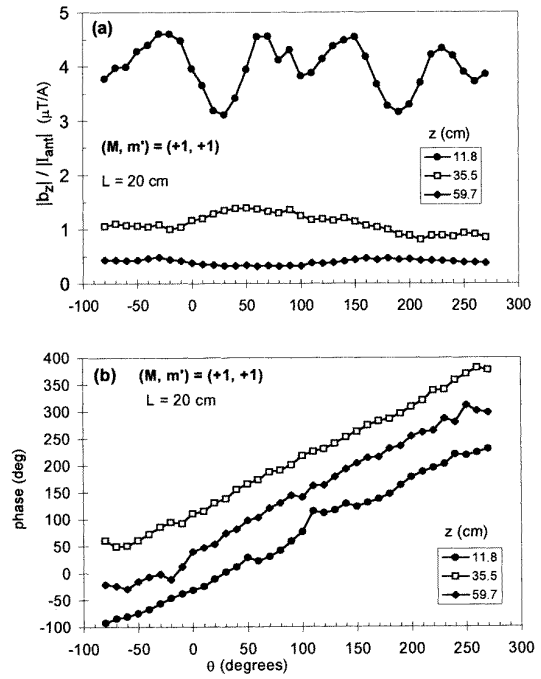 (a)
|b_z| / |I_ant| (μT/A)
5
4
3
2
1
0
(M, m') = (+1, +1)
L = 20 cm
z (cm)
11.8
35.5
59.7
-100 -50 0 50 100 150 200 250 300
(b) (M, m') = (+1, +1)
L = 20 cm
phase (deg)
400
350
300
250
200
150
100
50
0
-50
-100
z (cm)
11.8
35.5
59.7
-100 -50 0 50 100 150 200 250 300
θ (degrees)